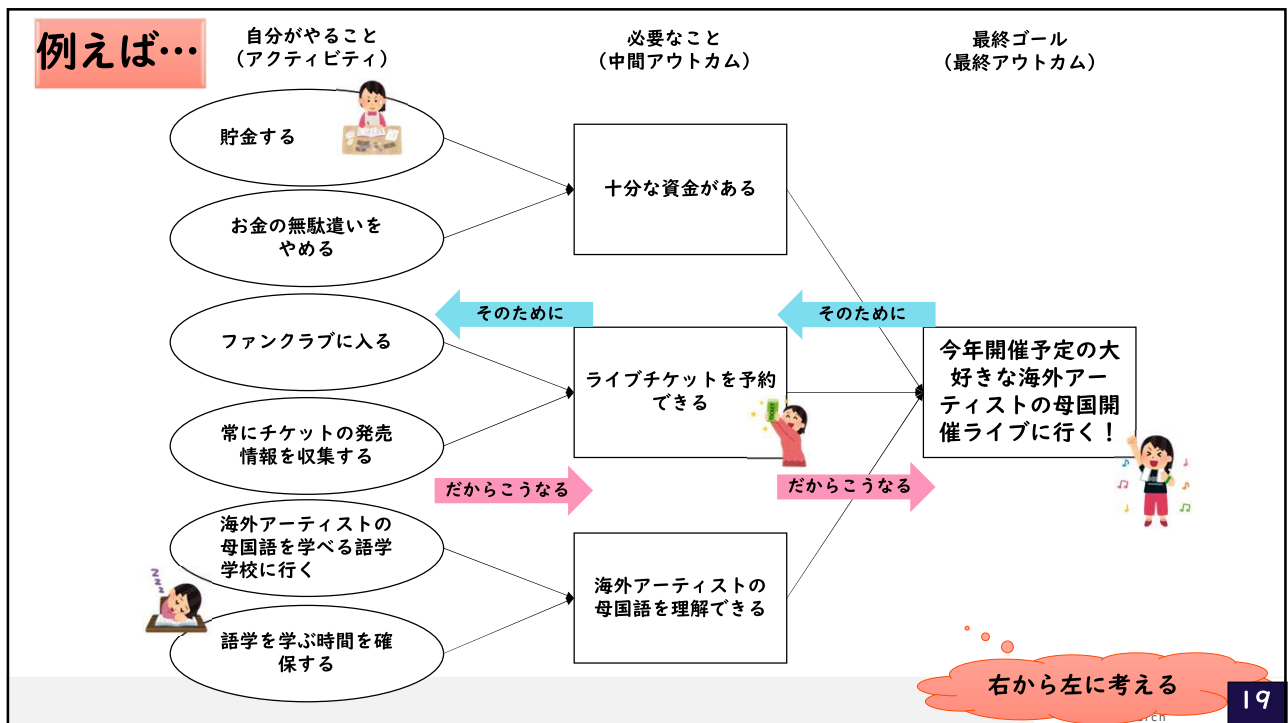 例えば…
自分がやること
（アクティビティ）
必要なこと
（中間アウトカム）
最終ゴール
（最終アウトカム）
貯金する
お金の無駄遣いを
やめる
十分な資金がある
そのために
そのために
ファンクラブに入る
常にチケットの発売
情報を収集する
ライブチケットを予約
できる
今年開催予定の大
好きな海外アー
ティストの母国開
催ライブに行く！
だからこうなる
だからこうなる
海外アーティストの
母国語を学べる語学
学校に行く
語学を学ぶ時間を確
保する
海外アーティストの
母国語を理解できる
右から左に考える
19